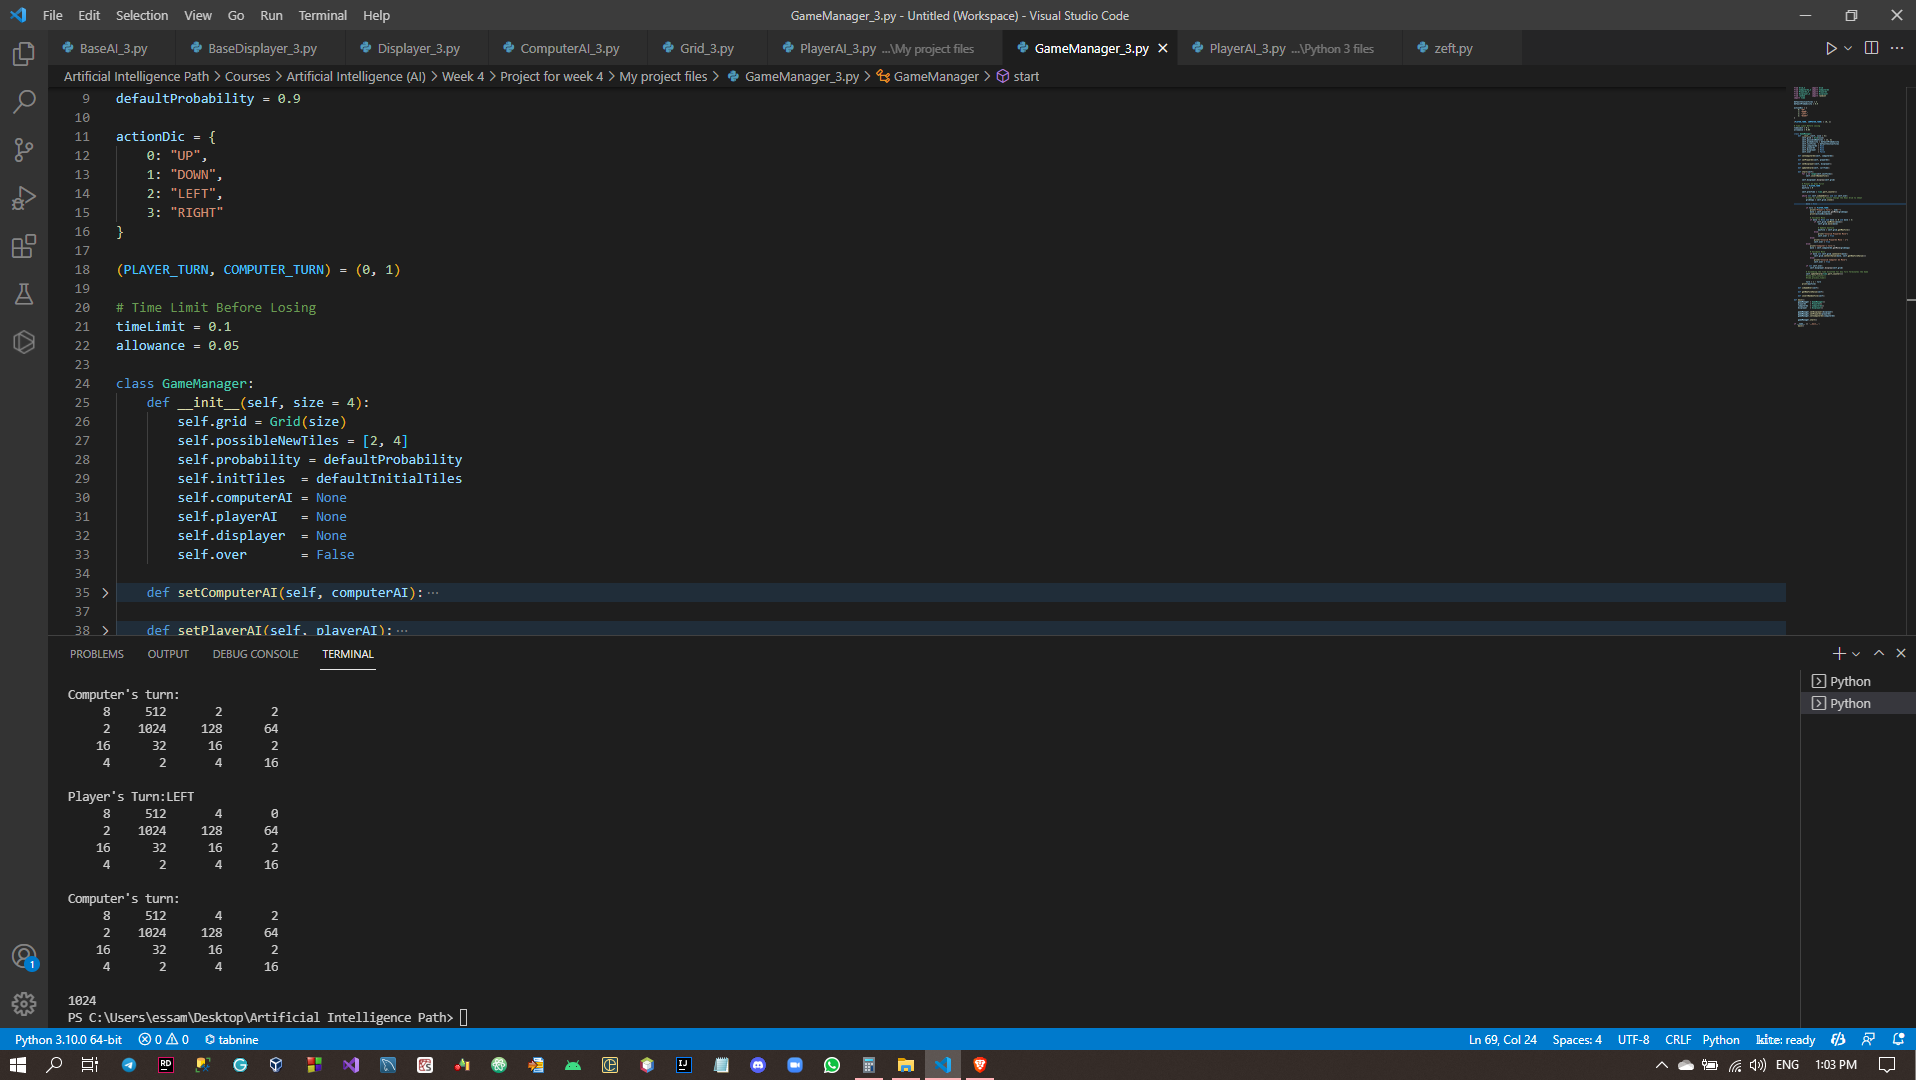 File Edit Selection View Go Run Terminal Help
GameManager_3.py - Untitled (Workspace) - Visual Studio Code
BaseAI_3.py BaseDisplayer_3.py Displayer_3.py ComputerAI_3.py Grid_3.py PlayerAI_3.py ...\My project files GameManager_3.py PlayerAI_3.py ...\Python 3 files zeft.py
Artificial Intelligence Path > Courses > Artificial Intelligence (AI) > Week 4 > Project for week 4 > My project files > GameManager_3.py > GameManager > start
9 defaultProbability = 0.9
10
11 actionDic = {
12 0: "UP",
13 1: "DOWN",
14 2: "LEFT",
15 3: "RIGHT"
16 }
17
18 (PLAYER_TURN, COMPUTER_TURN) = (0, 1)
19
20 # Time Limit Before Losing
21 timeLimit = 0.1
22 allowance = 0.05
23
24 class GameManager:
25 def __init__(self, size = 4):
26 self.grid = Grid(size)
27 self.possibleNewTiles = [2, 4]
28 self.probability = defaultProbability
29 self.initTiles  = defaultInitialTiles
30 self.computerAI = None
31 self.playerAI   = None
32 self.displayer  = None
33 self.over       = False
34
35 def setComputerAI(self, computerAI): ···
37
38 def setPlayerAI(self, playerAI): ···
PROBLEMS OUTPUT DEBUG CONSOLE TERMINAL
Python
Python
Computer's turn:
8 512 2 2
2 1024 128 64
16 32 16 2
4 2 4 16
Player's Turn:LEFT
8 512 4 0
2 1024 128 64
16 32 16 2
4 2 4 16
Computer's turn:
8 512 4 2
2 1024 128 64
16 32 16 2
4 2 4 16
1024
PS C:\Users\essam\Desktop\Artificial Intelligence Path>
1
Python 3.10.0 64-bit 0 0 tabnine
Ln 69, Col 24 Spaces: 4 UTF-8 CRLF Python kite: ready
ENG 1:03 PM